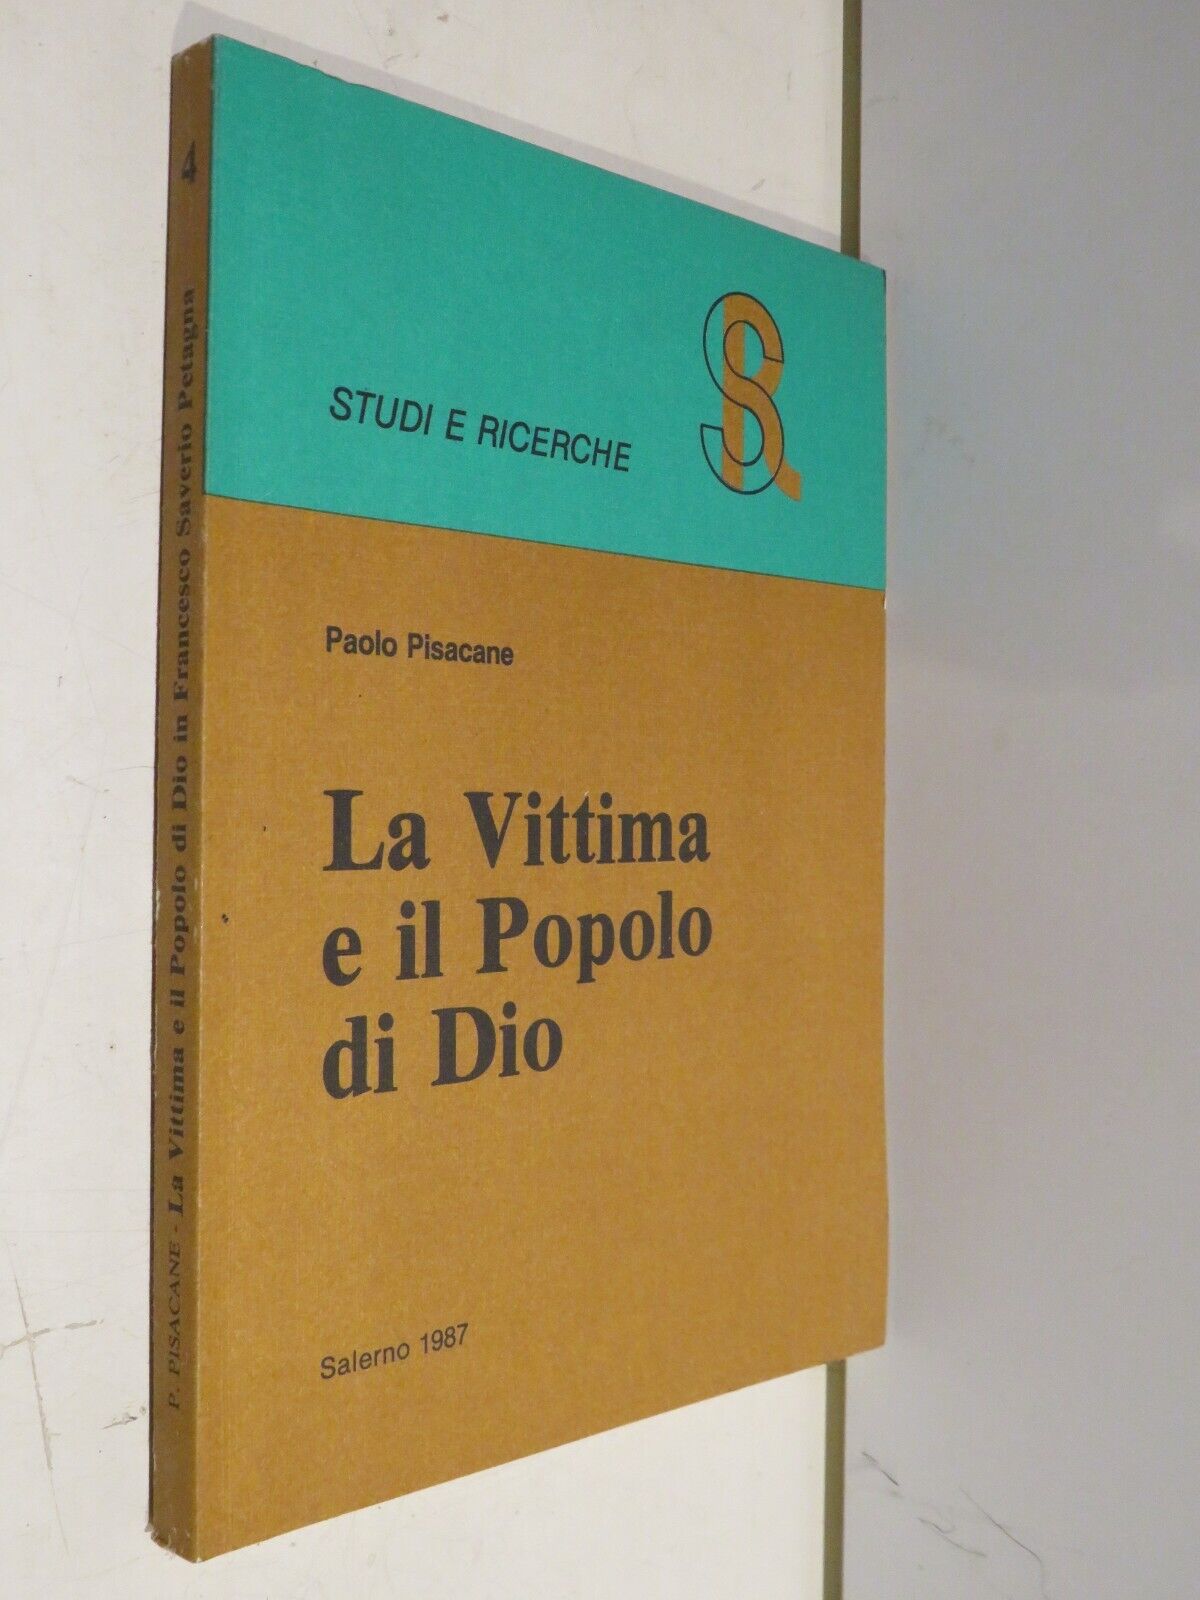 STUDI E RICERCHE
SR
Paolo Pisacane
La Vittima
e il Popolo
di Dio
Salerno 1987
P. PISACANE - La Vittima e il Popolo di Dio in Francesco Saverio Petagna 4